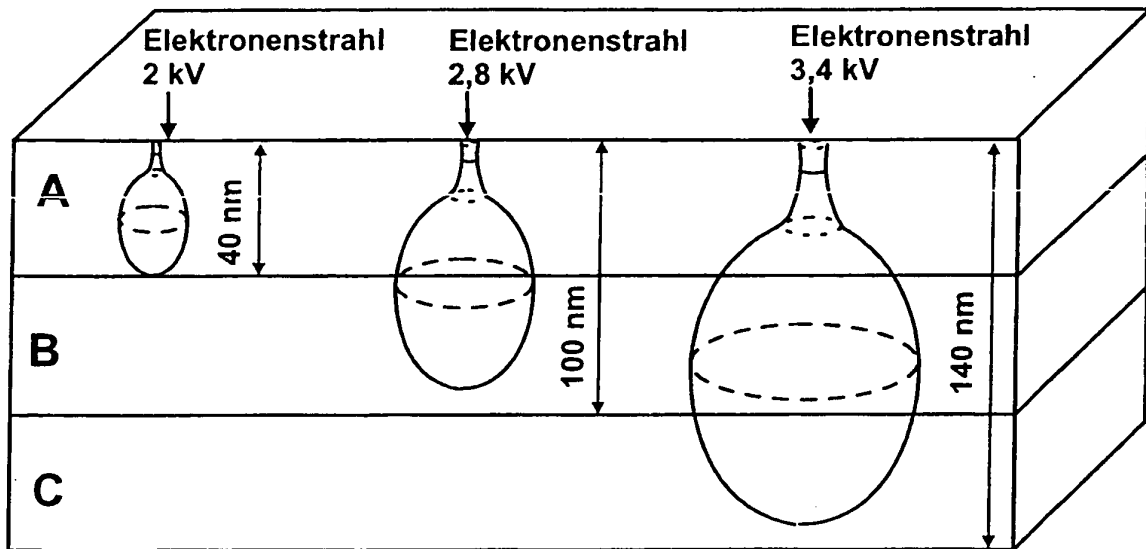 Elektronenstrahl
2 kV
Elektronenstrahl
2,8 kV
Elektronenstrahl
3,4 kV
A
40 nm
B
100 nm
140 nm
C